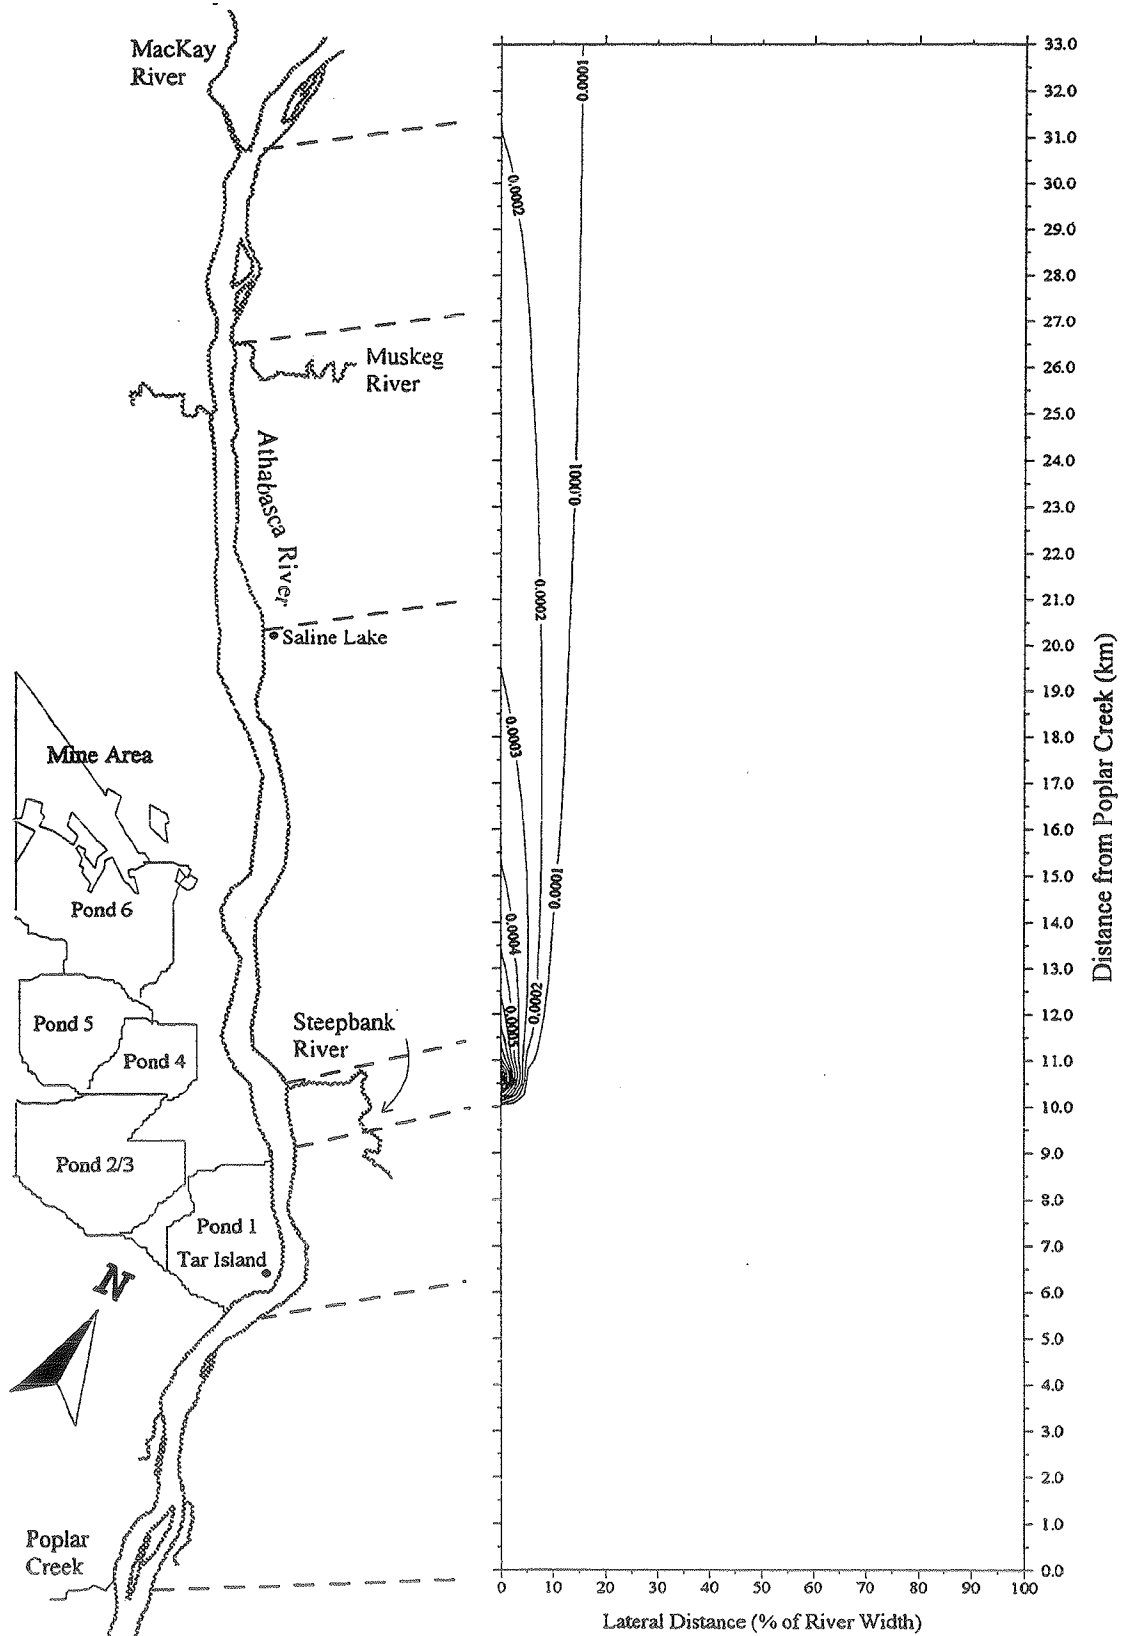 MacKay
River
Muskeg
River
Athabasca River
Saline Lake
Mine Area
Pond 6
Pond 5
Pond 4
Steepbank
River
Pond 2/3
Pond 1
Tar Island
N
Poplar
Creek
0.0001
0.0002
0.0001
0.0002
0.0003
0.0001
0.0004
0.0002
33.0
32.0
31.0
30.0
29.0
28.0
27.0
26.0
25.0
24.0
23.0
22.0
21.0
20.0
19.0
18.0
17.0
16.0
15.0
14.0
13.0
12.0
11.0
10.0
9.0
8.0
7.0
6.0
5.0
4.0
3.0
2.0
1.0
0.0
Distance from Poplar Creek (km)
0 10 20 30 40 50 60 70 80 90 100
Lateral Distance (% of River Width)